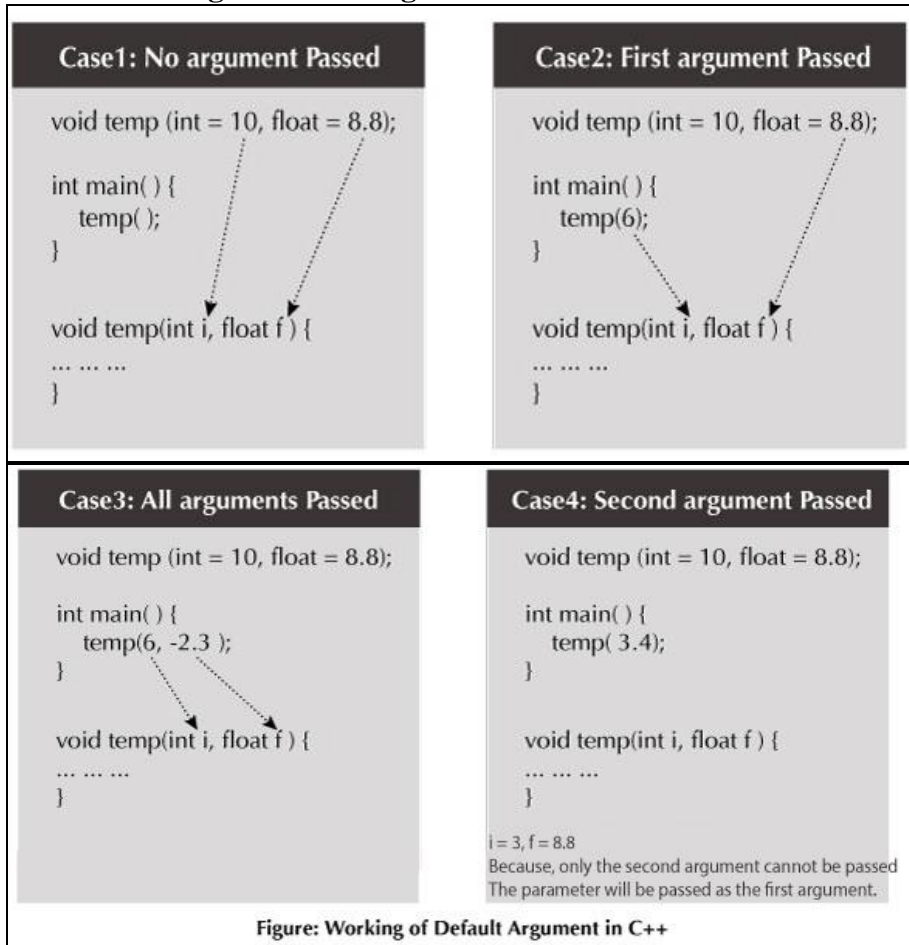 Case1: No argument Passed
void temp (int = 10, float = 8.8);
int main( ) {
temp( );
}
void temp(int i, float f ) {
... ... ...
}
Case2: First argument Passed
void temp (int = 10, float = 8.8);
int main( ) {
temp(6);
}
void temp(int i, float f ) {
... ... ...
}
Case3: All arguments Passed
void temp (int = 10, float = 8.8);
int main( ) {
temp(6, -2.3 );
}
void temp(int i, float f ) {
... ... ...
}
Case4: Second argument Passed
void temp (int = 10, float = 8.8);
int main( ) {
temp( 3.4);
}
void temp(int i, float f ) {
... ... ...
}
i = 3, f = 8.8
Because, only the second argument cannot be passed
The parameter will be passed as the first argument.
Figure: Working of Default Argument in C++